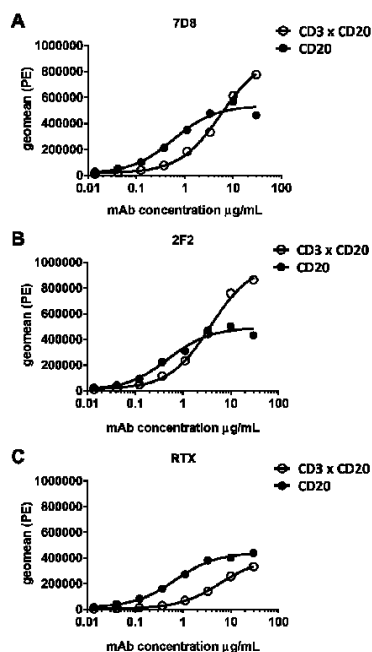 A
7D8
CD3 x CD20
CD20
1000000
800000
600000
400000
200000
0
0.01 0.1 1 10 100
geomean (PE)
mAb concentration µg/mL
B
2F2
CD3 x CD20
CD20
1000000
800000
600000
400000
200000
0
0.01 0.1 1 10 100
geomean (PE)
mAb concentration µg/mL
C
RTX
CD3 x CD20
CD20
1000000
800000
600000
400000
200000
0
0.01 0.1 1 10 100
geomean (PE)
mAb concentration µg/mL